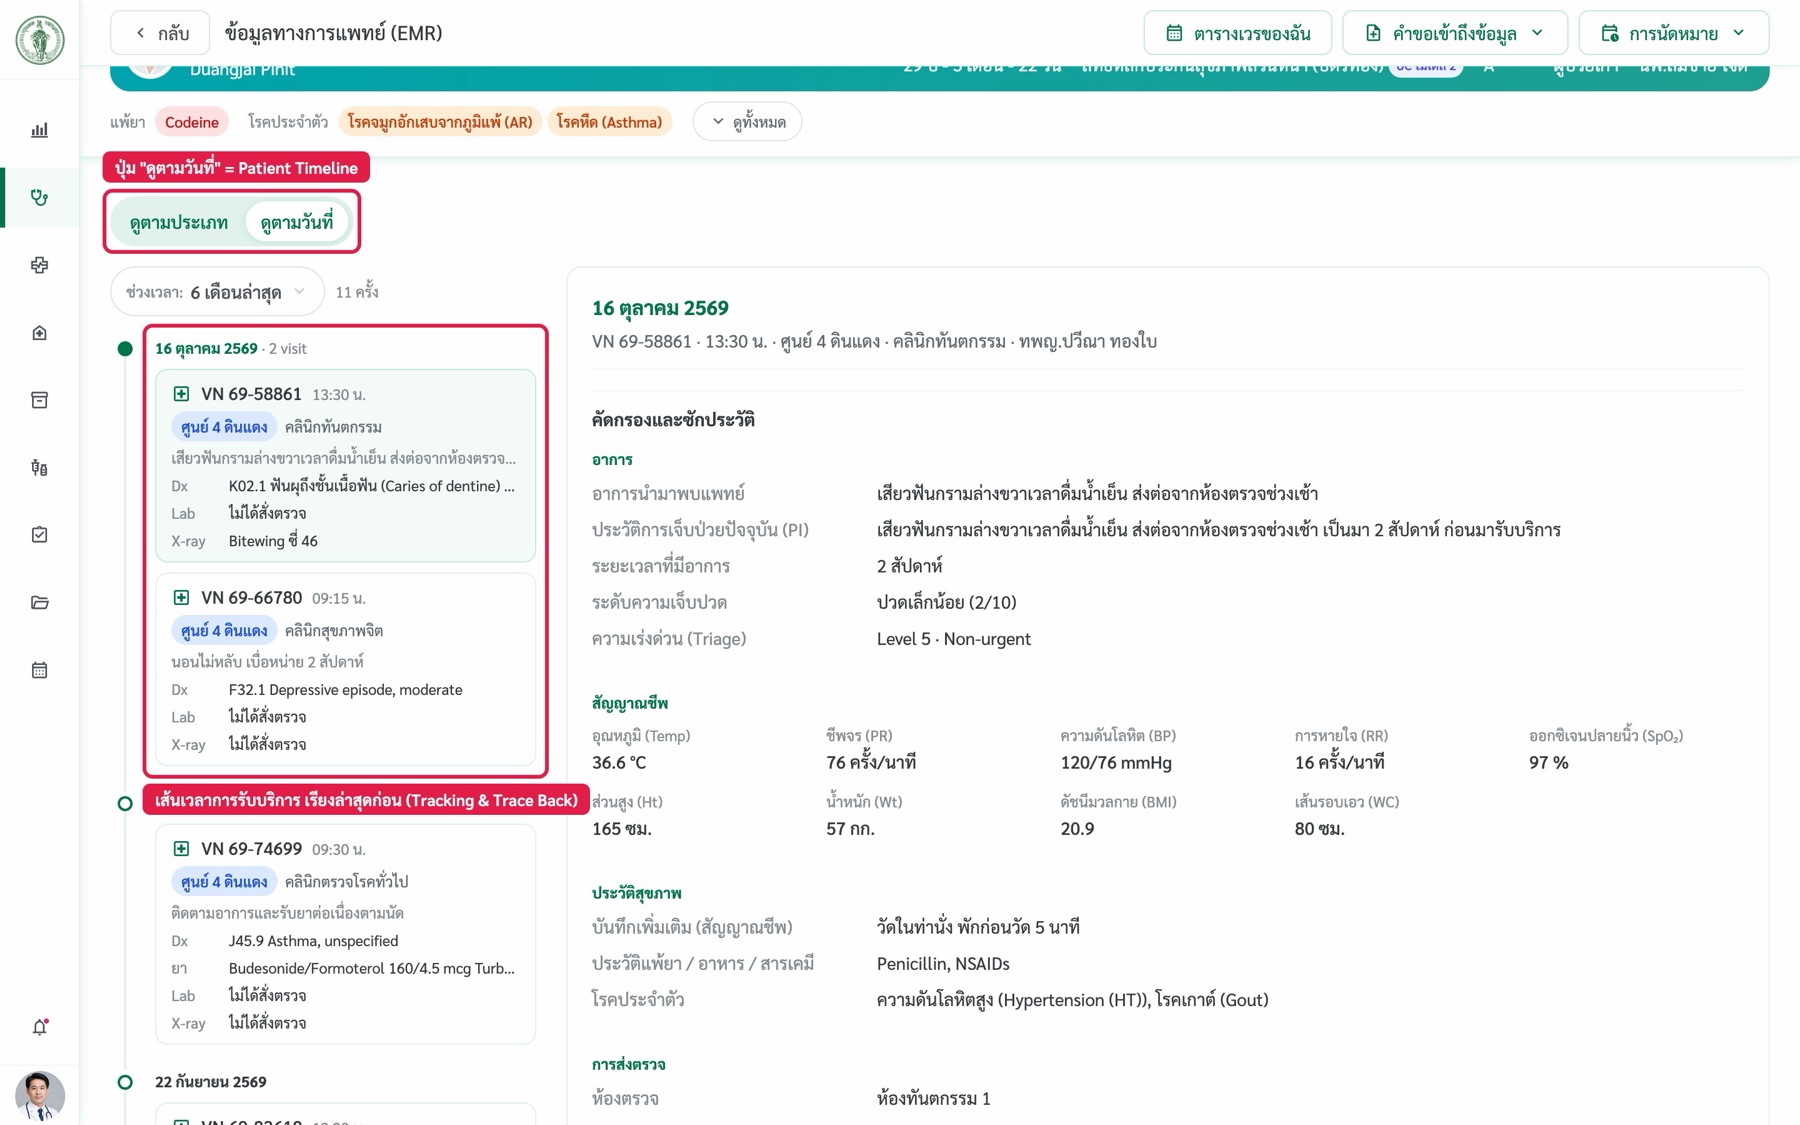 กลับ
ข้อมูลทางการแพทย์ (EMR)
ตารางเวรของฉัน
คำขอเข้าถึงข้อมูล
การนัดหมาย
Duangjai Pinit
แพ้ยา Codeine โรคประจำตัว โรคจมูกอักเสบจากภูมิแพ้ (AR) โรคหืด (Asthma) ดูทั้งหมด
ปุ่ม "ดูตามวันที่" = Patient Timeline
ดูตามประเภท ดูตามวันที่
ช่วงเวลา: 6 เดือนล่าสุด 11 ครั้ง
16 ตุลาคม 2569 · 2 visit
VN 69-58861 13:30 น.
ศูนย์ 4 ดินแดง คลินิกทันตกรรม
เสียวฟันกรามล่างขวาเวลาดื่มน้ำเย็น ส่งต่อจากห้องตรวจ...
Dx K02.1 ฟันผุถึงชั้นเนื้อฟัน (Caries of dentine) ...
Lab ไม่ได้สั่งตรวจ
X-ray Bitewing ซี่ 46
VN 69-66780 09:15 น.
ศูนย์ 4 ดินแดง คลินิกสุขภาพจิต
นอนไม่หลับ เบื่อหน่าย 2 สัปดาห์
Dx F32.1 Depressive episode, moderate
Lab ไม่ได้สั่งตรวจ
X-ray ไม่ได้สั่งตรวจ
เส้นเวลาการรับบริการ เรียงล่าสุดก่อน (Tracking & Trace Back)
VN 69-74699 09:30 น.
ศูนย์ 4 ดินแดง คลินิกตรวจโรคทั่วไป
ติดตามอาการและรับยาต่อเนื่องตามนัด
Dx J45.9 Asthma, unspecified
ยา Budesonide/Formoterol 160/4.5 mcg Turb...
Lab ไม่ได้สั่งตรวจ
X-ray ไม่ได้สั่งตรวจ
22 กันยายน 2569
16 ตุลาคม 2569
VN 69-58861 · 13:30 น. · ศูนย์ 4 ดินแดง · คลินิกทันตกรรม · ทพญ.ปวีณา ทองใบ
คัดกรองและซักประวัติ
อาการ
อาการนำมาพบแพทย์ เสียวฟันกรามล่างขวาเวลาดื่มน้ำเย็น ส่งต่อจากห้องตรวจช่วงเช้า
ประวัติการเจ็บป่วยปัจจุบัน (PI) เสียวฟันกรามล่างขวาเวลาดื่มน้ำเย็น ส่งต่อจากห้องตรวจช่วงเช้า เป็นมา 2 สัปดาห์ ก่อนมารับบริการ
ระยะเวลาที่มีอาการ 2 สัปดาห์
ระดับความเจ็บปวด ปวดเล็กน้อย (2/10)
ความเร่งด่วน (Triage) Level 5 · Non-urgent
สัญญาณชีพ
อุณหภูมิ (Temp) ชีพจร (PR) ความดันโลหิต (BP) การหายใจ (RR) ออกซิเจนปลายนิ้ว (SpO₂)
36.6 °C 76 ครั้ง/นาที 120/76 mmHg 16 ครั้ง/นาที 97 %
ส่วนสูง (Ht) น้ำหนัก (Wt) ดัชนีมวลกาย (BMI) เส้นรอบเอว (WC)
165 ซม. 57 กก. 20.9 80 ซม.
ประวัติสุขภาพ
บันทึกเพิ่มเติม (สัญญาณชีพ) วัดในท่านั่ง พักก่อนวัด 5 นาที
ประวัติแพ้ยา / อาหาร / สารเคมี Penicillin, NSAIDs
โรคประจำตัว ความดันโลหิตสูง (Hypertension (HT)), โรคเกาต์ (Gout)
การส่งตรวจ
ห้องตรวจ ห้องทันตกรรม 1